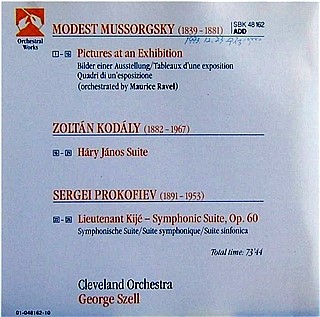 Orchestral
Works
MODEST MUSSORGSKY (1839–1881)
SBK 48162
ADD
Pictures at an Exhibition
Bilder einer Ausstellung/Tableaux d'une exposition
Quadri di un'esposizione
(orchestrated by Maurice Ravel)
ZOLTÁN KODÁLY (1882–1967)
Háry János Suite
SERGEI PROKOFIEV (1891–1953)
Lieutenant Kijé – Symphonic Suite, Op. 60
Symphonische Suite/Suite symphonique/Suite sinfonica
Total time: 73'44
Cleveland Orchestra
George Szell
01-048162-10